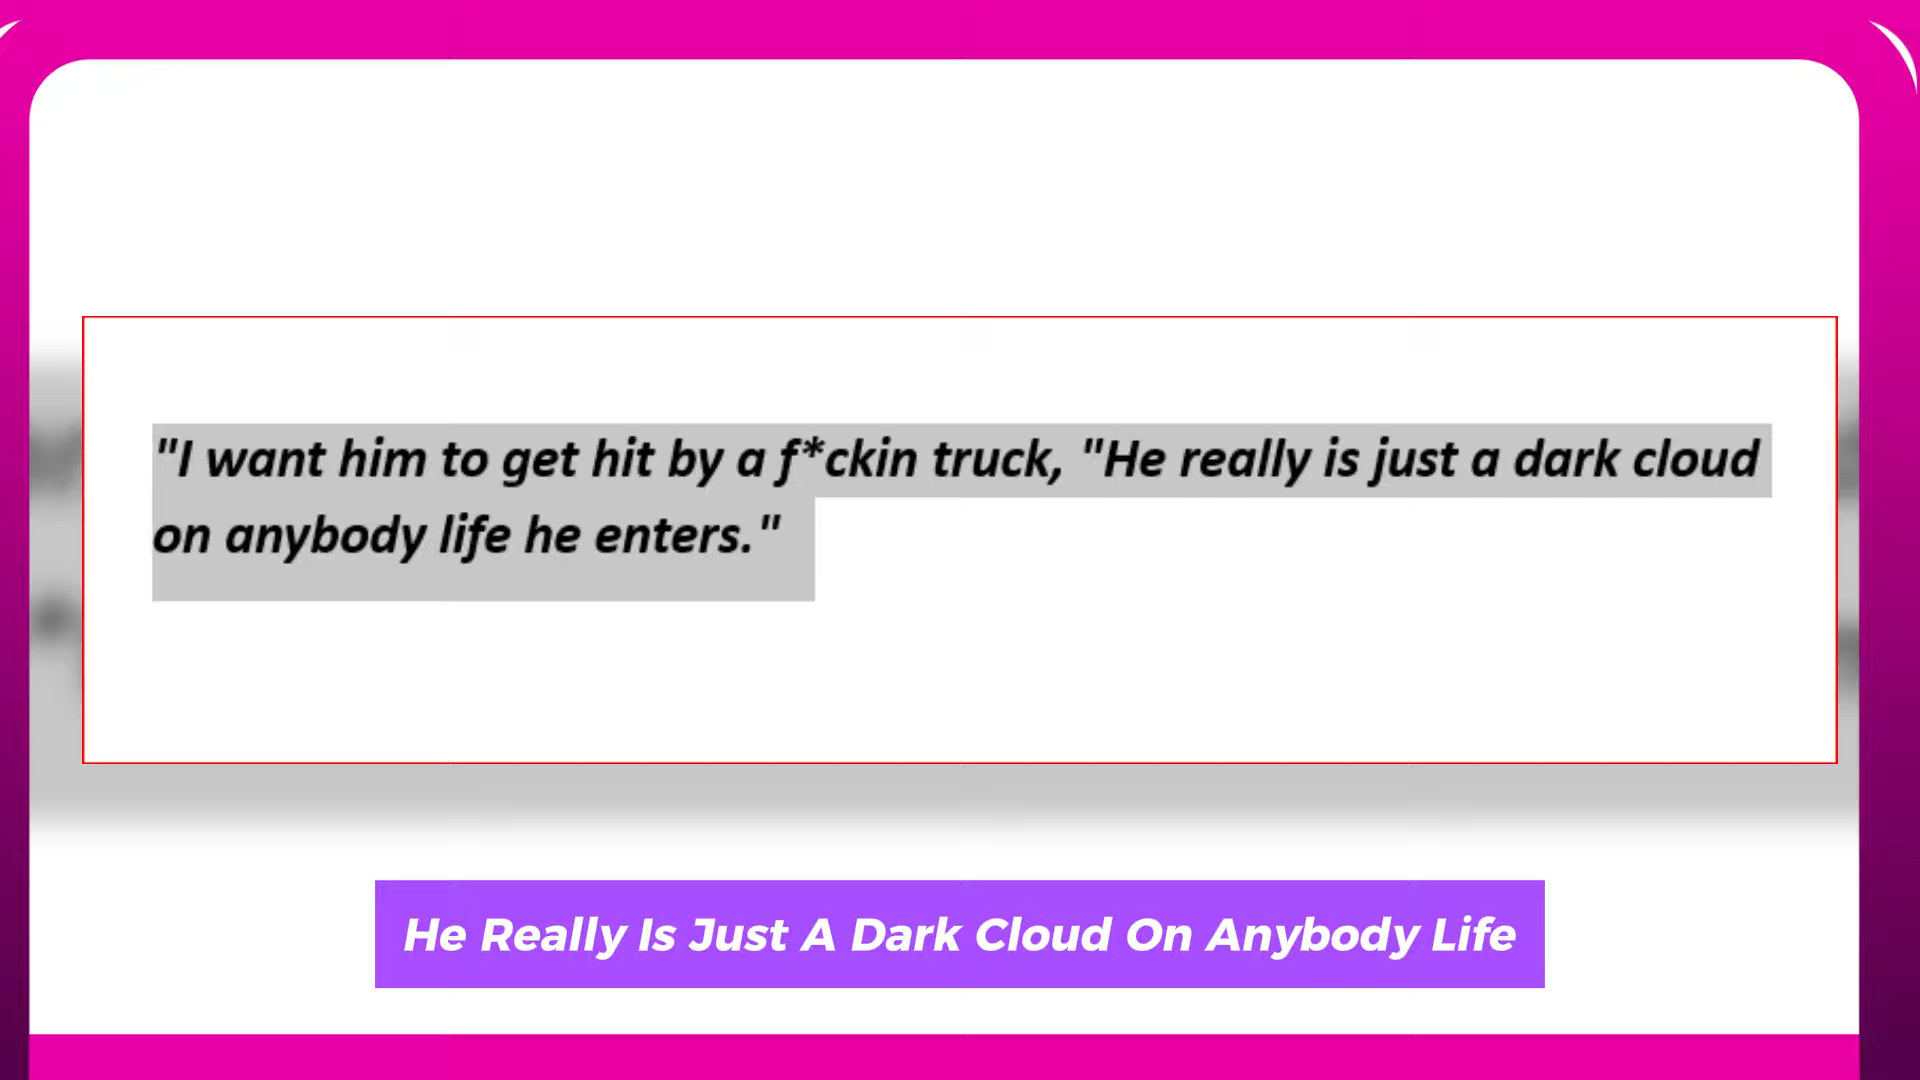 "I want him to get hit by a f*ckin truck, "He really is just a dark cloud
on anybody life he enters."
He Really Is Just A Dark Cloud On Anybody Life